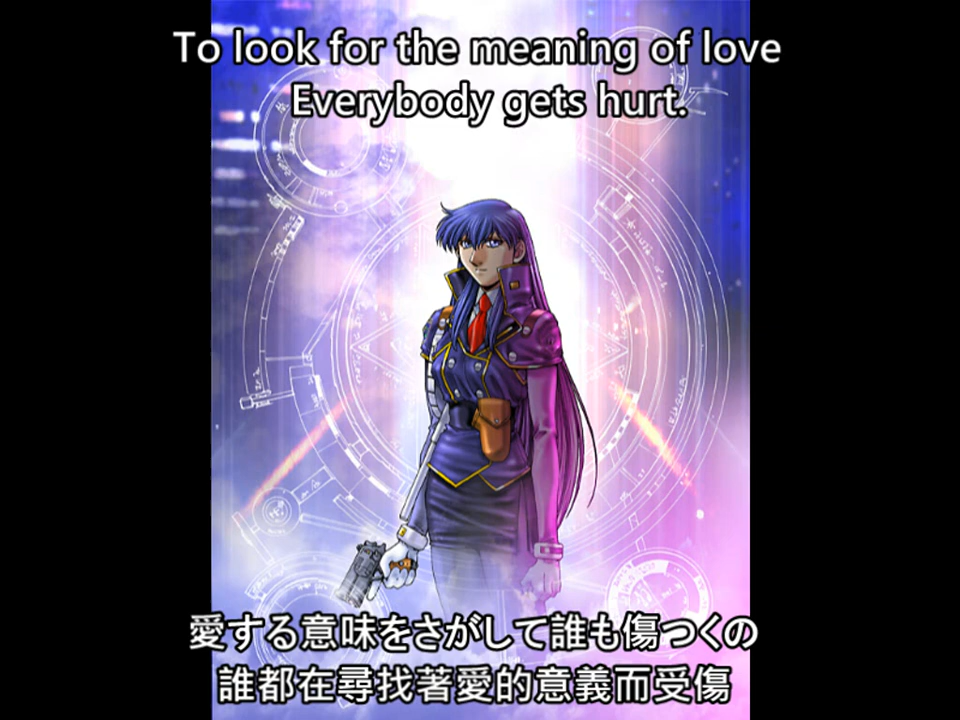 To look for the meaning of love
Everybody gets hurt.
愛する意味をさがして誰も傷つくの
誰都在尋找著愛的意義而受傷